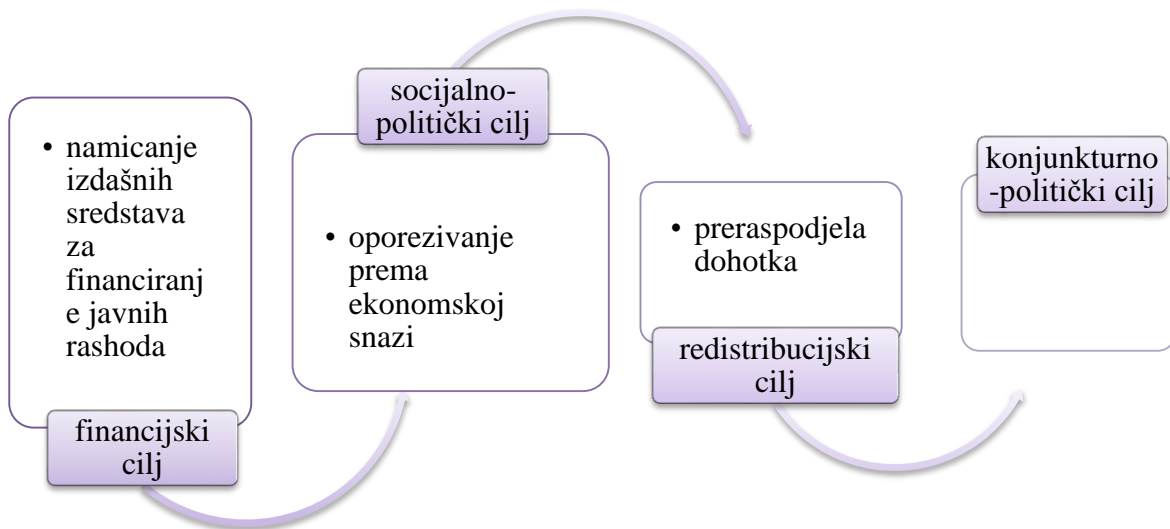 • namicanje
izdašnih
sredstava
za
financiranj
e javnih
rashoda
financijski
cilj
socijalno-
politički cilj
• oporezivanje
prema
ekonomskoj
snazi
• preraspodjela
dohotka
redistribucijski
cilj
konjunkturno
-politički cilj